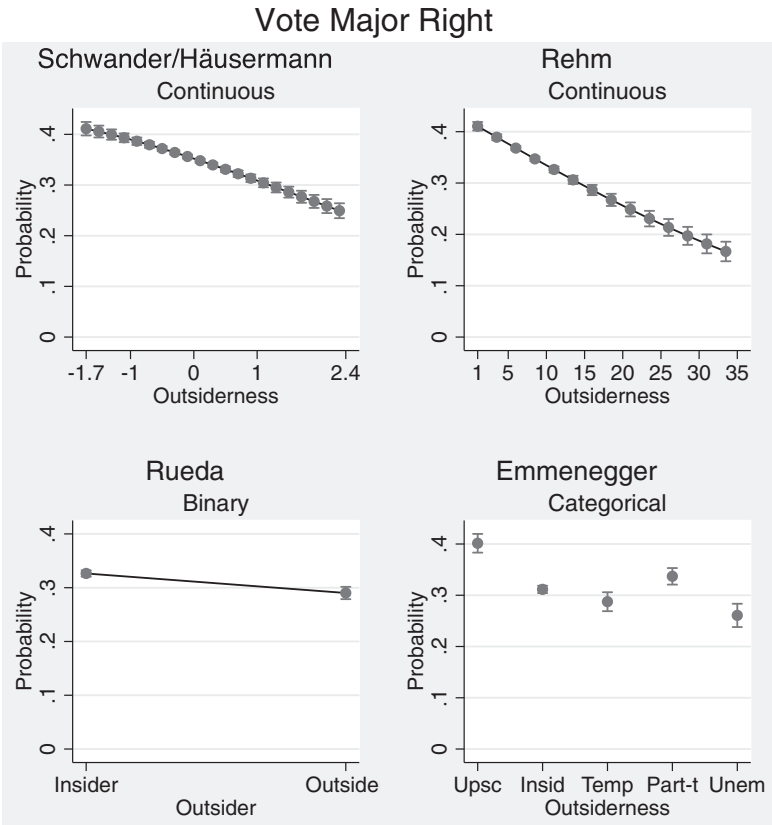 Vote Major Right
Schwander/Häusermann
Continuous
Probability
.4
.3
.2
.1
0
-1.7 -1 0 1 2.4
Outsiderness
Rehm
Continuous
Probability
.4
.3
.2
.1
0
1 5 10 15 20 25 30 35
Outsiderness
Rueda
Binary
Probability
.4
.3
.2
.1
0
Insider Outside
Outsider
Emmenegger
Categorical
Probability
.4
.3
.2
.1
0
Upsc Insid Temp Part-t Unem
Outsiderness